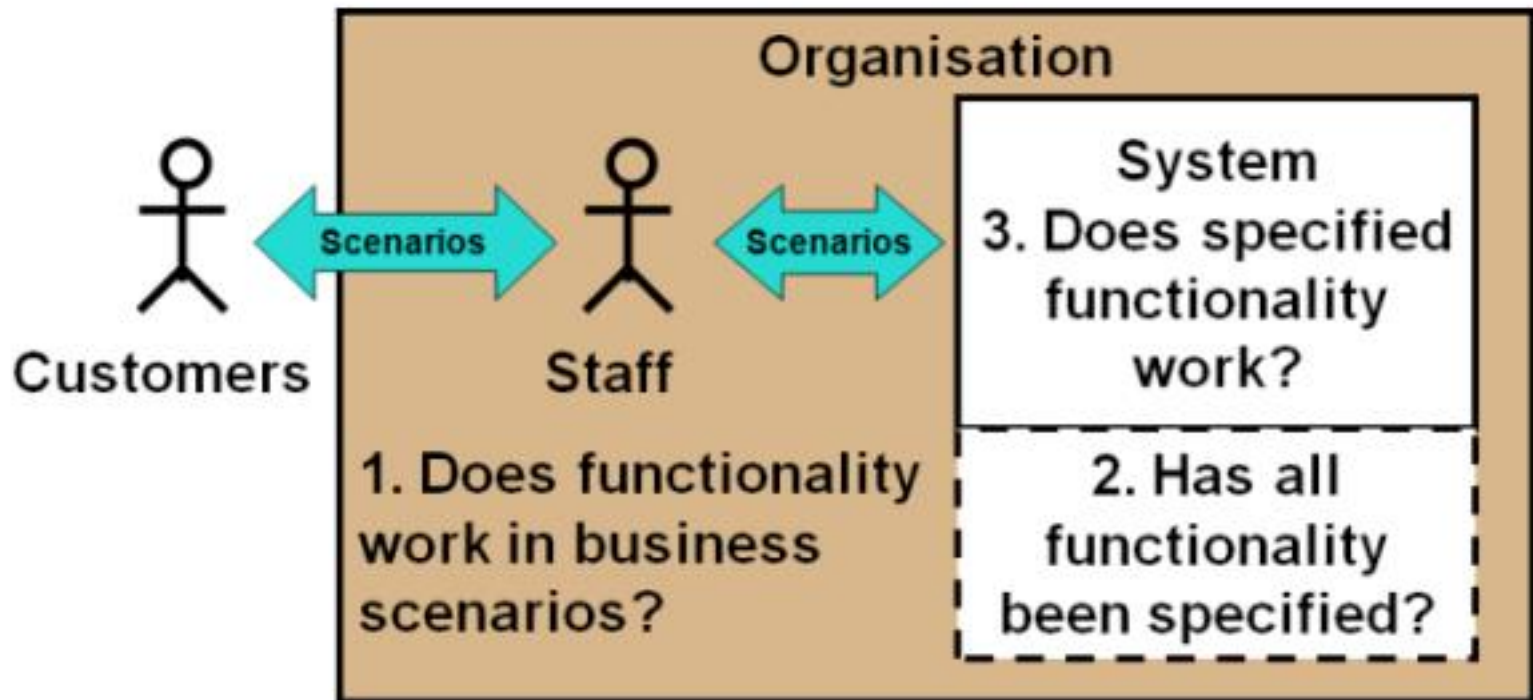 Organisation
Scenarios
Scenarios
Customers
Staff
System
3. Does specified
functionality
work?
1. Does functionality
work in business
scenarios?
2. Has all
functionality
been specified?